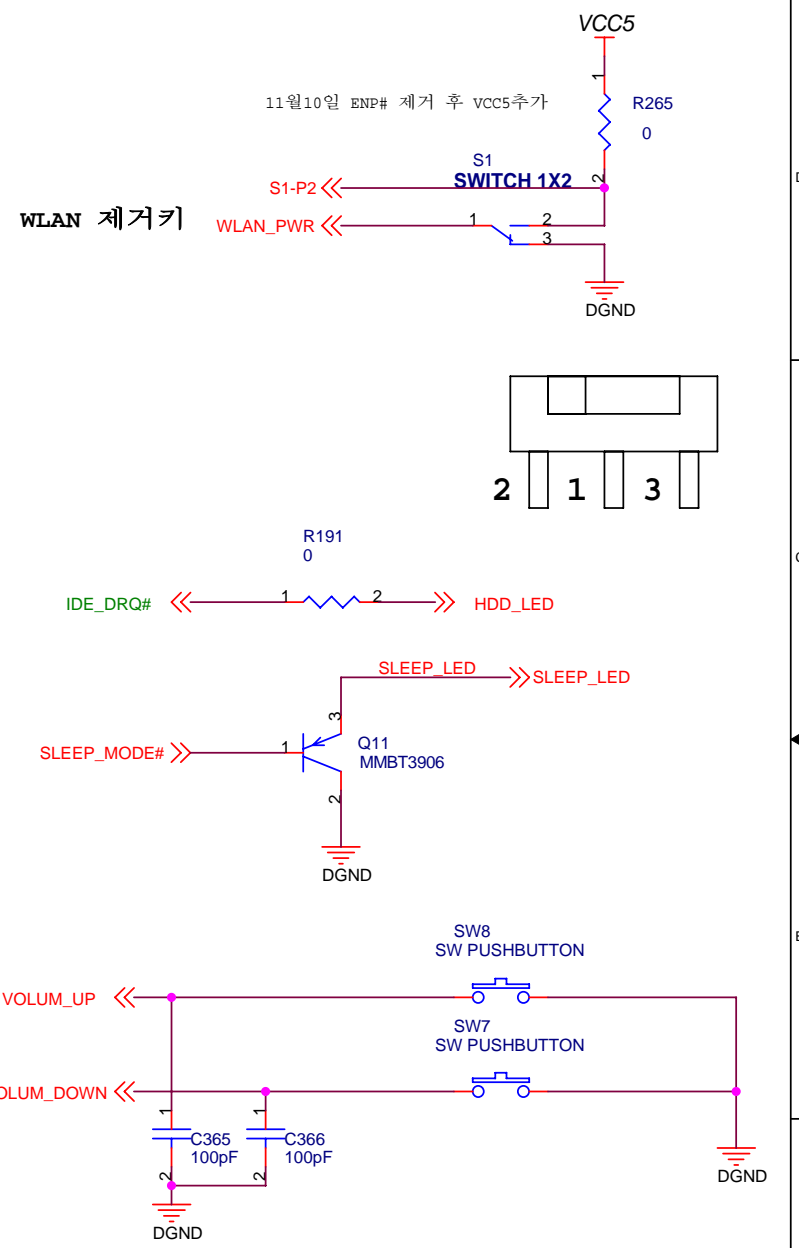 VCC5
1
11월10일 ENP# 제거 후 VCC5추가
R265
0
S1
SWITCH 1X2
2
S1-P2
WLAN 제거키
WLAN_PWR
1
2
3
DGND
2 1 3
R191
0
IDE_DRQ#
1
2
HDD_LED
SLEEP_LED
SLEEP_LED
3
SLEEP_MODE#
1
Q11
MMBT3906
2
DGND
SW8
SW PUSHBUTTON
VOLUM_UP
SW7
SW PUSHBUTTON
OLUM_DOWN
1
1
C365
100pF
C366
100pF
2
2
DGND
DGND